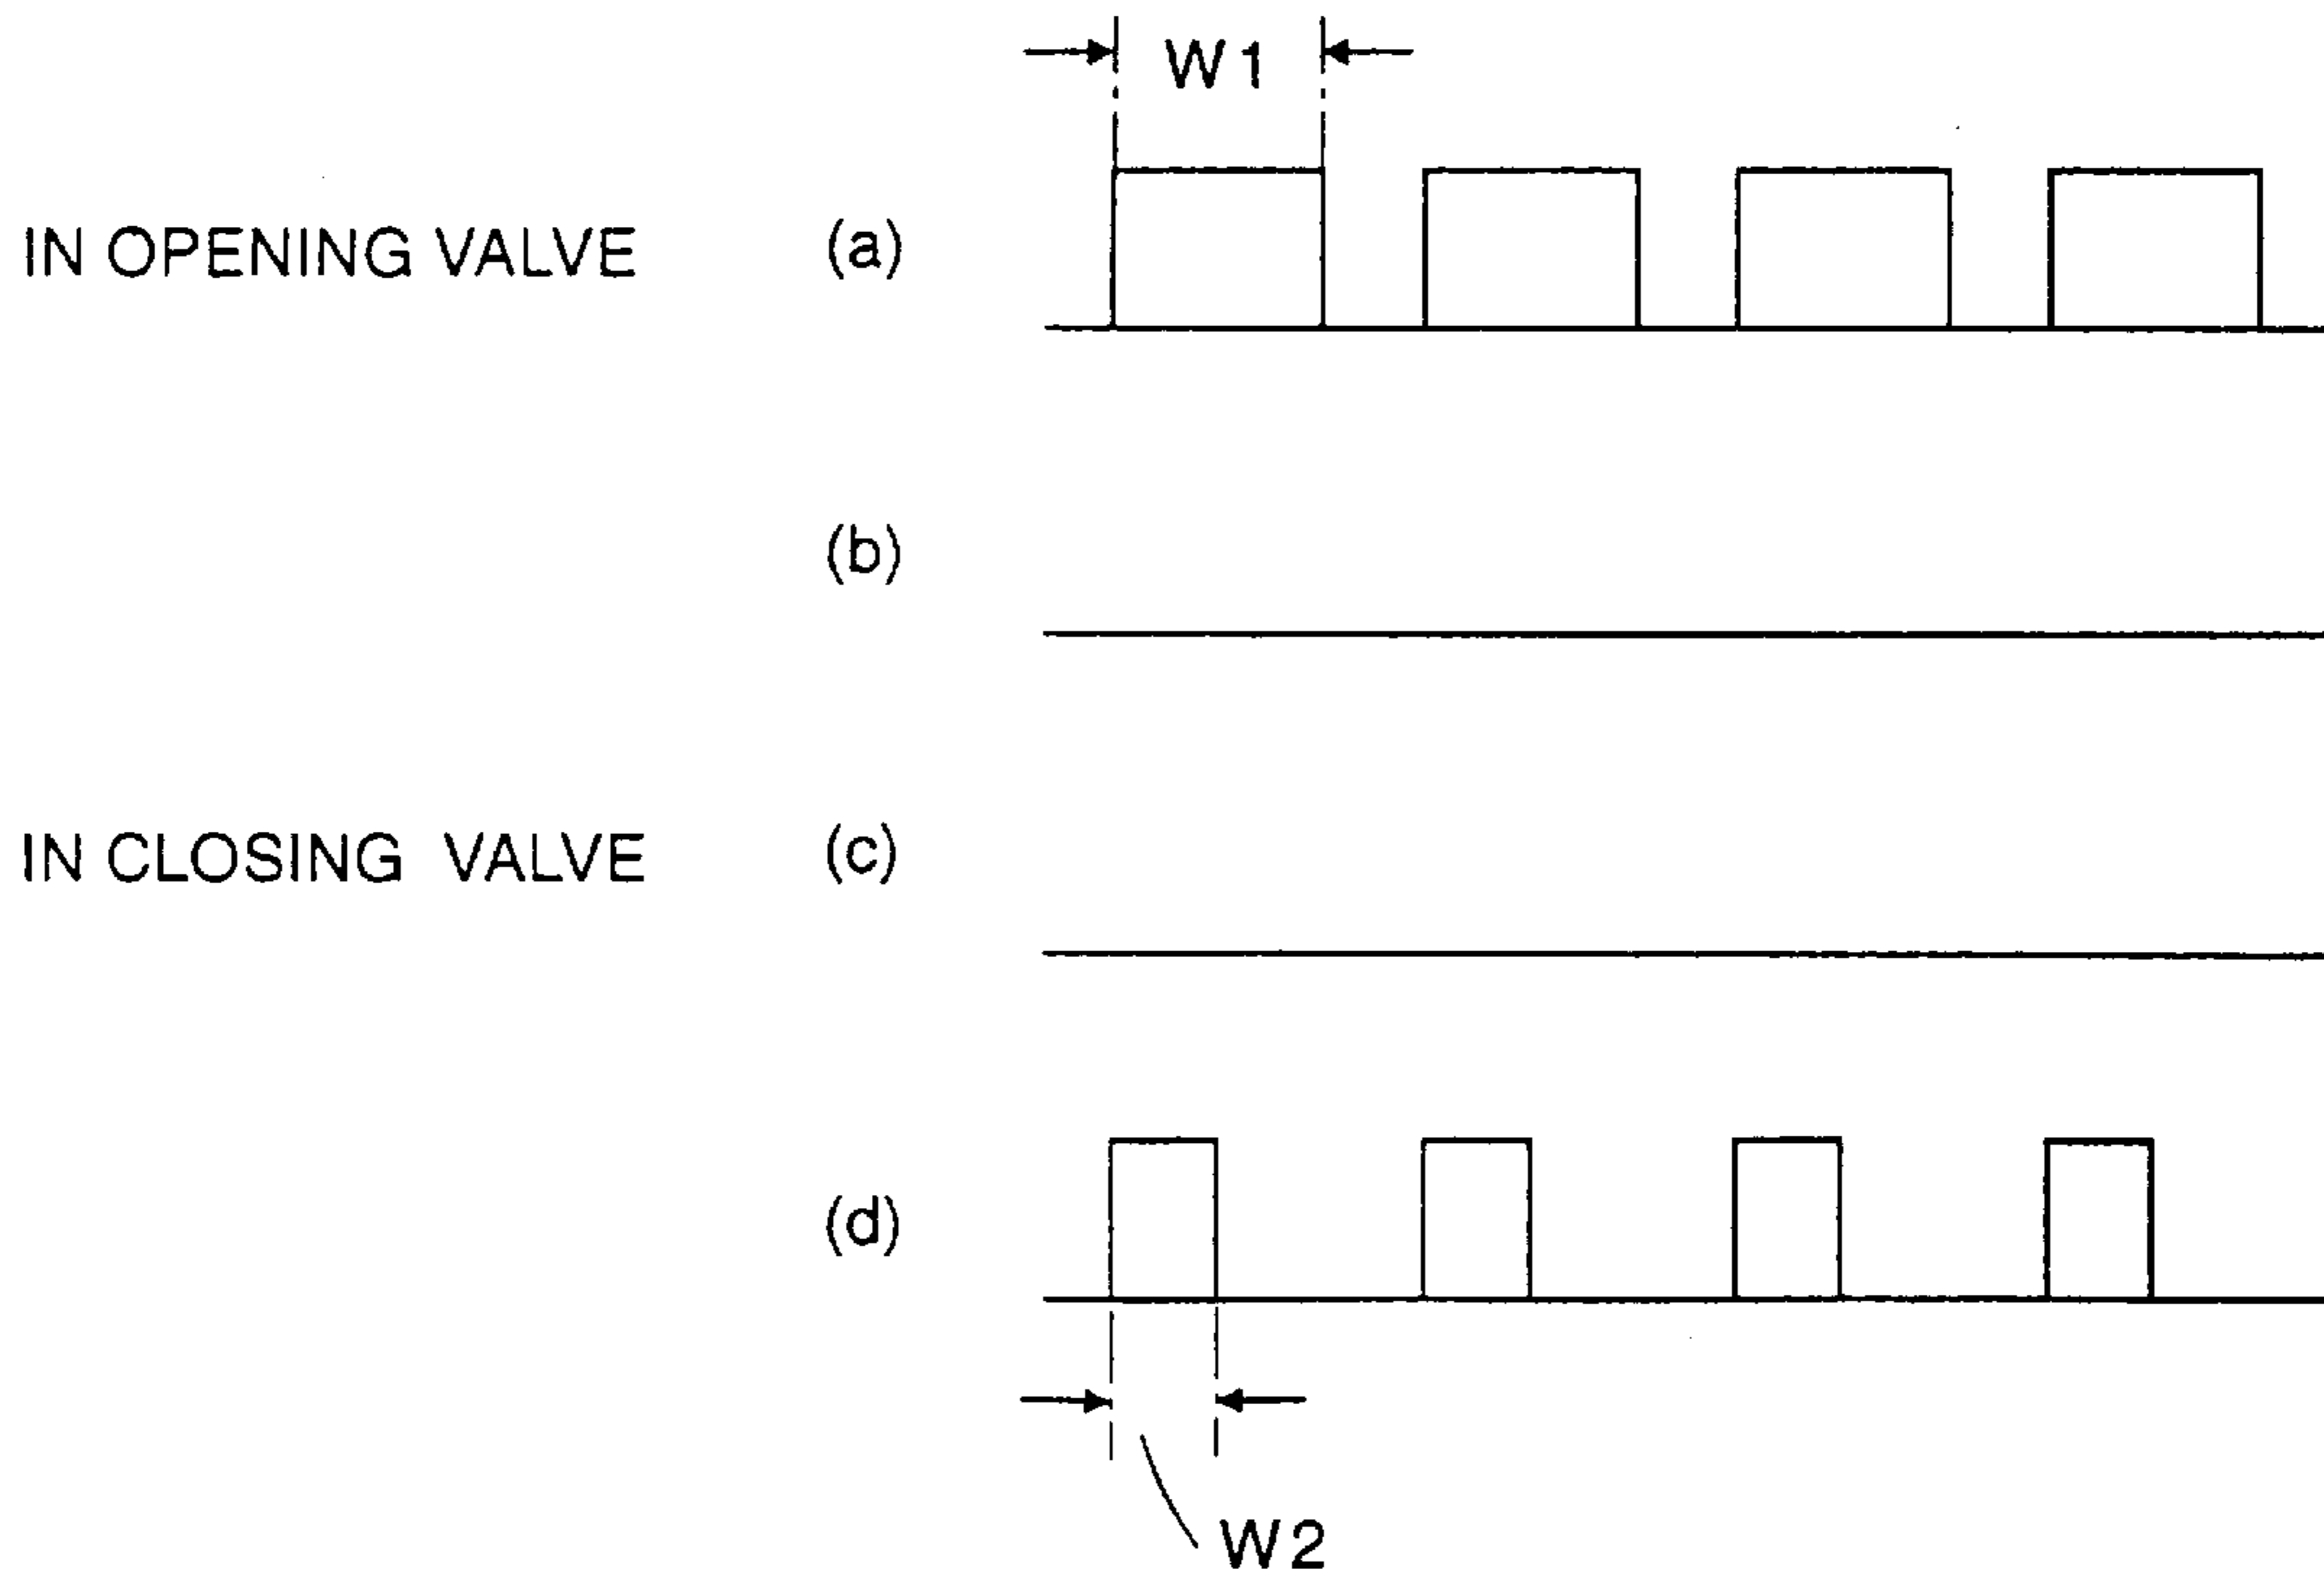 W1
IN OPENING VALVE (a)
(b)
IN CLOSING VALVE (c)
(d)
W2